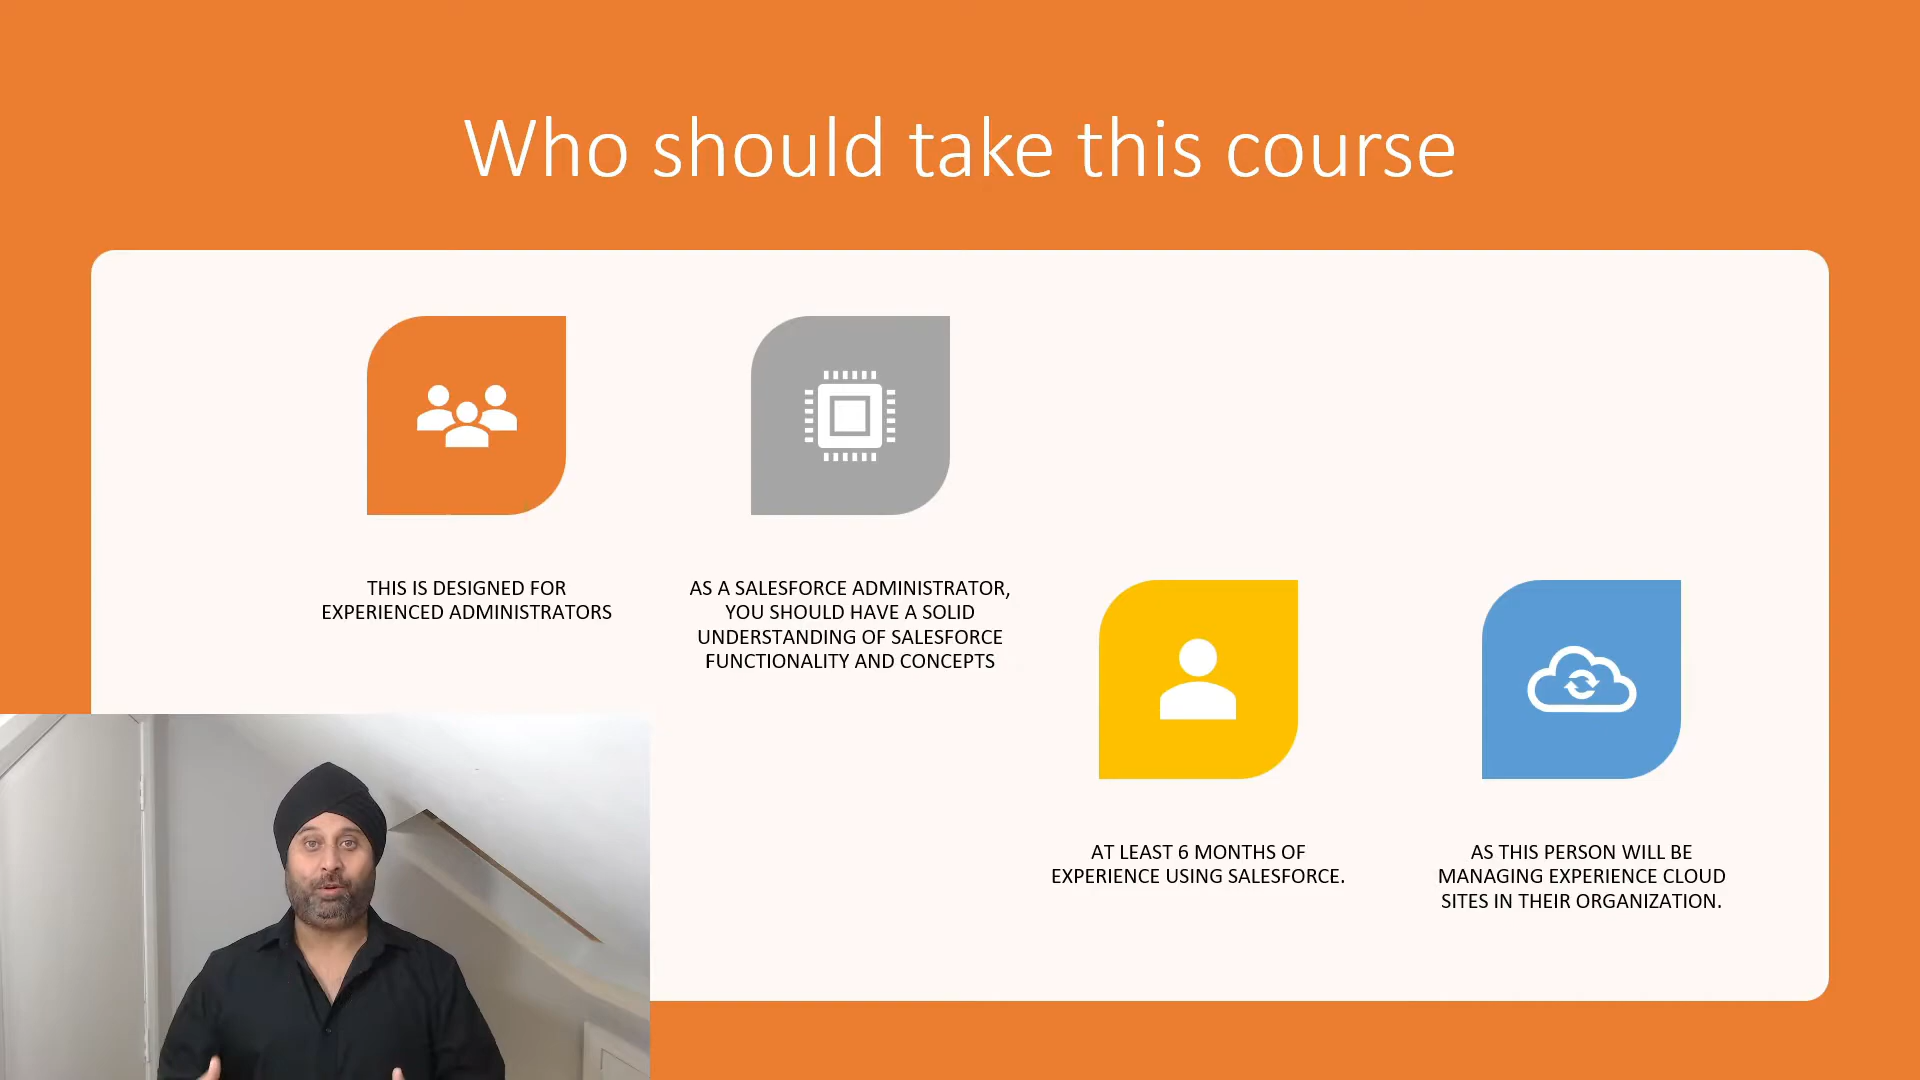 Who should take this course
THIS IS DESIGNED FOR
EXPERIENCED ADMINISTRATORS
AS A SALESFORCE ADMINISTRATOR,
YOU SHOULD HAVE A SOLID
UNDERSTANDING OF SALESFORCE
FUNCTIONALITY AND CONCEPTS
AT LEAST 6 MONTHS OF
EXPERIENCE USING SALESFORCE.
AS THIS PERSON WILL BE
MANAGING EXPERIENCE CLOUD
SITES IN THEIR ORGANIZATION.